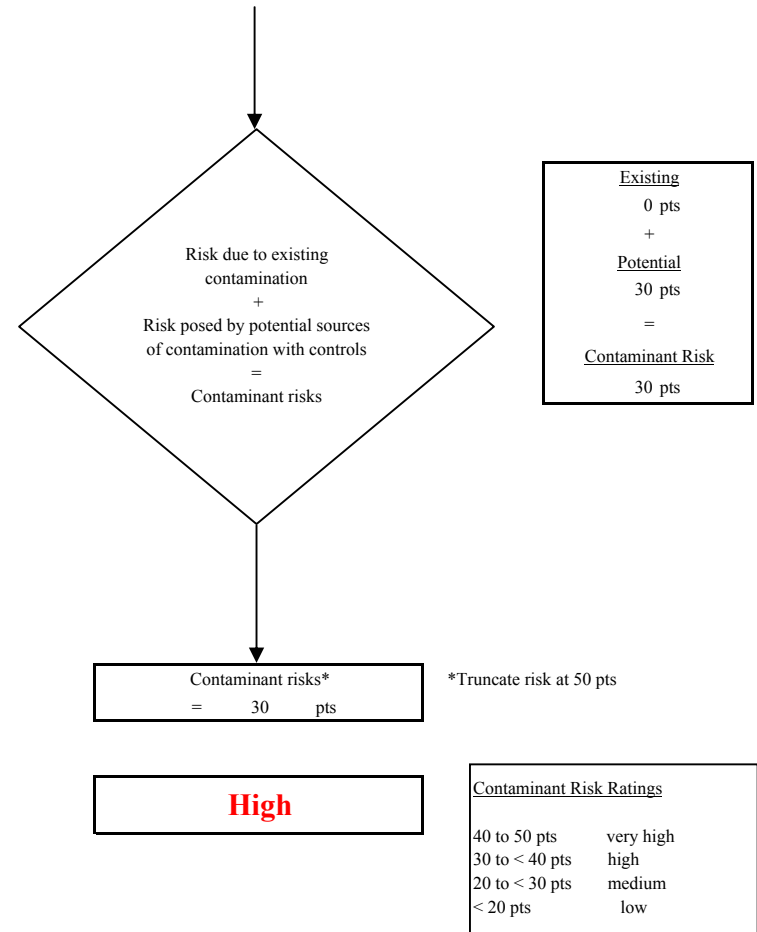 Risk due to existing
contamination
+
Risk posed by potential sources
of contamination with controls
=
Contaminant risks
Existing
0 pts
+
Potential
30 pts
=
Contaminant Risk
30 pts
Contaminant risks*
= 30 pts
*Truncate risk at 50 pts
High
Contaminant Risk Ratings
40 to 50 pts very high
30 to < 40 pts high
20 to < 30 pts medium
< 20 pts low